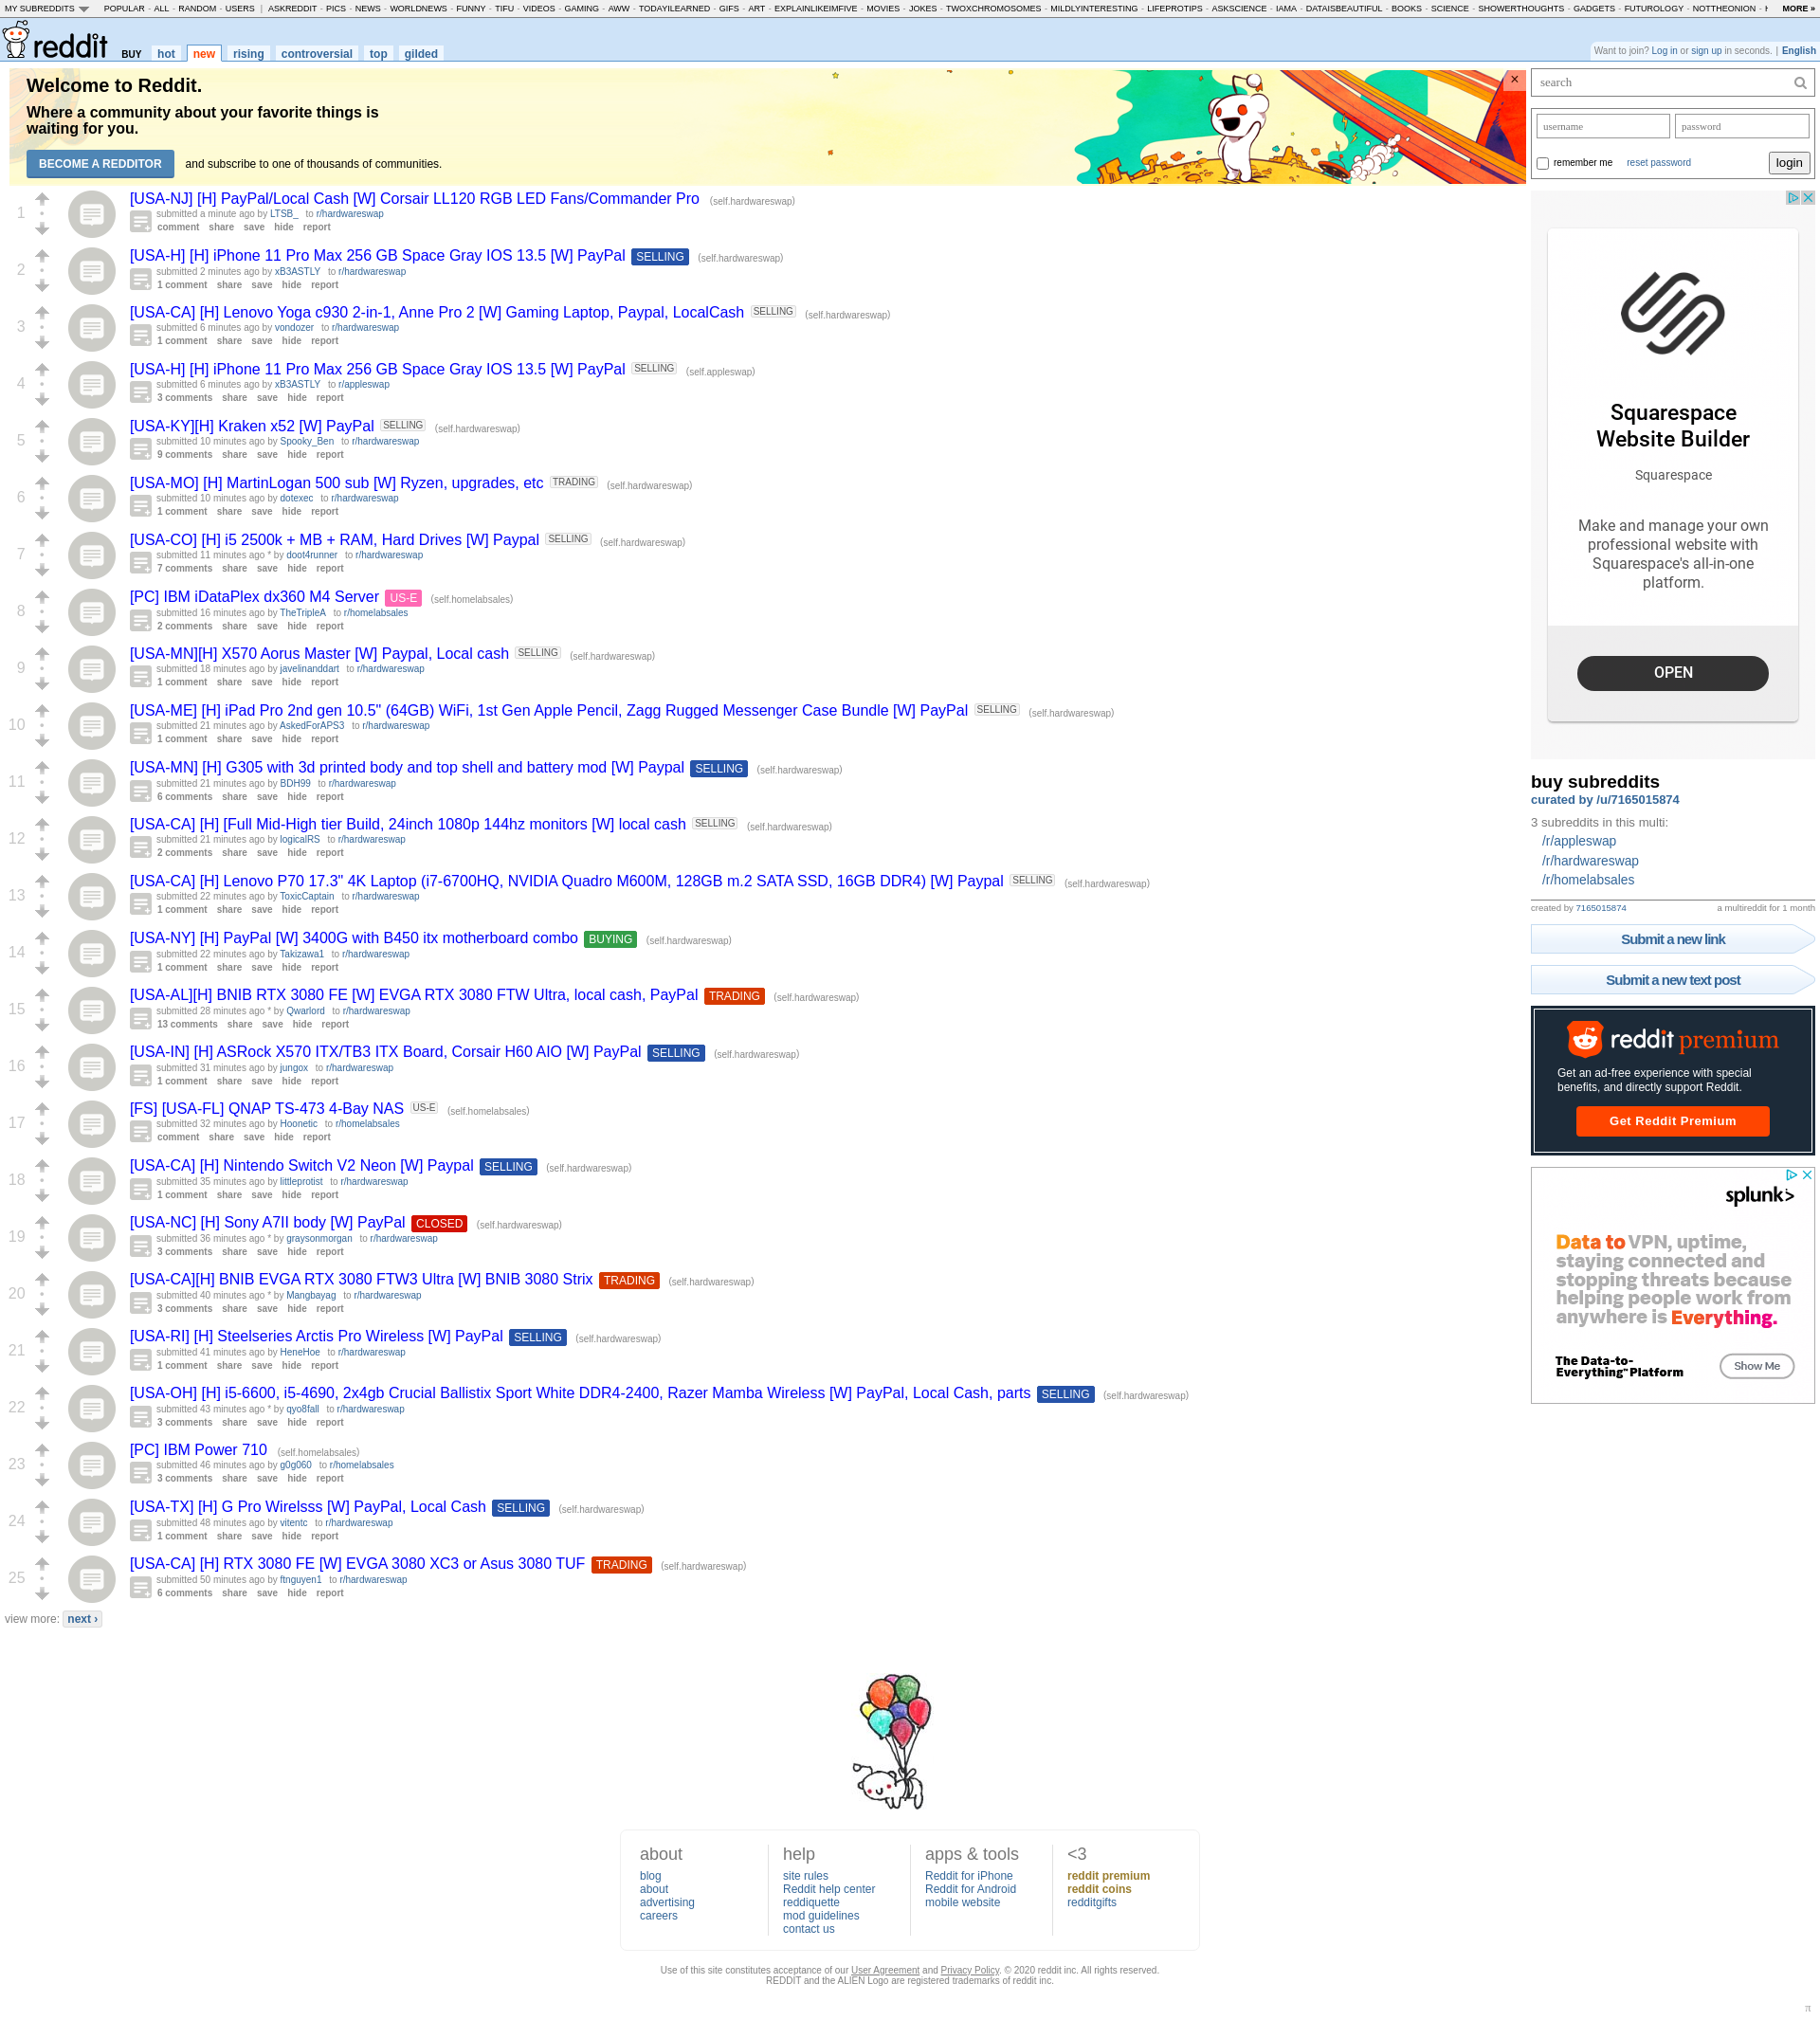 MY SUBREDDITS POPULAR - ALL - RANDOM - USERS | ASKREDDIT - PICS - NEWS - WORLDNEWS - FUNNY - TIFU - VIDEOS - GAMING - AWW - TODAYILEARNED - GIFS - ART - EXPLAINLIKEIMFIVE - MOVIES - JOKES - TWOXCHROMOSOMES - MILDLYINTERESTING - LIFEPROTIPS - ASKSCIENCE - IAMA - DATAISBEAUTIFUL - BOOKS - SCIENCE - SHOWERTHOUGHTS - GADGETS - FUTUROLOGY - NOTTHEONION - MORE »
reddit BUY hot new rising controversial top gilded
Want to join? Log in or sign up in seconds. | English
Welcome to Reddit.
Where a community about your favorite things is
waiting for you.
BECOME A REDDITOR and subscribe to one of thousands of communities.
×
1
[USA-NJ] [H] PayPal/Local Cash [W] Corsair LL120 RGB LED Fans/Commander Pro (self.hardwareswap)
submitted a minute ago by LTSB_ to r/hardwareswap
comment share save hide report
2
[USA-H] [H] iPhone 11 Pro Max 256 GB Space Gray IOS 13.5 [W] PayPal SELLING (self.hardwareswap)
submitted 2 minutes ago by xB3ASTLY to r/hardwareswap
1 comment share save hide report
3
[USA-CA] [H] Lenovo Yoga c930 2-in-1, Anne Pro 2 [W] Gaming Laptop, Paypal, LocalCash SELLING (self.hardwareswap)
submitted 6 minutes ago by vondozer to r/hardwareswap
1 comment share save hide report
4
[USA-H] [H] iPhone 11 Pro Max 256 GB Space Gray IOS 13.5 [W] PayPal SELLING (self.appleswap)
submitted 6 minutes ago by xB3ASTLY to r/appleswap
3 comments share save hide report
5
[USA-KY][H] Kraken x52 [W] PayPal SELLING (self.hardwareswap)
submitted 10 minutes ago by Spooky_Ben to r/hardwareswap
9 comments share save hide report
6
[USA-MO] [H] MartinLogan 500 sub [W] Ryzen, upgrades, etc TRADING (self.hardwareswap)
submitted 10 minutes ago by dotexec to r/hardwareswap
1 comment share save hide report
7
[USA-CO] [H] i5 2500k + MB + RAM, Hard Drives [W] Paypal SELLING (self.hardwareswap)
submitted 11 minutes ago * by doot4runner to r/hardwareswap
7 comments share save hide report
8
[PC] IBM iDataPlex dx360 M4 Server US-E (self.homelabsales)
submitted 16 minutes ago by TheTripleA to r/homelabsales
2 comments share save hide report
9
[USA-MN][H] X570 Aorus Master [W] Paypal, Local cash SELLING (self.hardwareswap)
submitted 18 minutes ago by javelinanddart to r/hardwareswap
1 comment share save hide report
10
[USA-ME] [H] iPad Pro 2nd gen 10.5" (64GB) WiFi, 1st Gen Apple Pencil, Zagg Rugged Messenger Case Bundle [W] PayPal SELLING (self.hardwareswap)
submitted 21 minutes ago by AskedForAPS3 to r/hardwareswap
1 comment share save hide report
11
[USA-MN] [H] G305 with 3d printed body and top shell and battery mod [W] Paypal SELLING (self.hardwareswap)
submitted 21 minutes ago by BDH99 to r/hardwareswap
6 comments share save hide report
12
[USA-CA] [H] [Full Mid-High tier Build, 24inch 1080p 144hz monitors [W] local cash SELLING (self.hardwareswap)
submitted 21 minutes ago by logicalRS to r/hardwareswap
2 comments share save hide report
13
[USA-CA] [H] Lenovo P70 17.3" 4K Laptop (i7-6700HQ, NVIDIA Quadro M600M, 128GB m.2 SATA SSD, 16GB DDR4) [W] Paypal SELLING (self.hardwareswap)
submitted 22 minutes ago by ToxicCaptain to r/hardwareswap
1 comment share save hide report
14
[USA-NY] [H] PayPal [W] 3400G with B450 itx motherboard combo BUYING (self.hardwareswap)
submitted 22 minutes ago by Takizawa1 to r/hardwareswap
1 comment share save hide report
15
[USA-AL][H] BNIB RTX 3080 FE [W] EVGA RTX 3080 FTW Ultra, local cash, PayPal TRADING (self.hardwareswap)
submitted 28 minutes ago * by Qwarlord to r/hardwareswap
13 comments share save hide report
16
[USA-IN] [H] ASRock X570 ITX/TB3 ITX Board, Corsair H60 AIO [W] PayPal SELLING (self.hardwareswap)
submitted 31 minutes ago by jungox to r/hardwareswap
1 comment share save hide report
17
[FS] [USA-FL] QNAP TS-473 4-Bay NAS US-E (self.homelabsales)
submitted 32 minutes ago by Hoonetic to r/homelabsales
comment share save hide report
18
[USA-CA] [H] Nintendo Switch V2 Neon [W] Paypal SELLING (self.hardwareswap)
submitted 35 minutes ago by littleprotist to r/hardwareswap
1 comment share save hide report
19
[USA-NC] [H] Sony A7II body [W] PayPal CLOSED (self.hardwareswap)
submitted 36 minutes ago * by graysonmorgan to r/hardwareswap
3 comments share save hide report
20
[USA-CA][H] BNIB EVGA RTX 3080 FTW3 Ultra [W] BNIB 3080 Strix TRADING (self.hardwareswap)
submitted 40 minutes ago * by Mangbayag to r/hardwareswap
3 comments share save hide report
21
[USA-RI] [H] Steelseries Arctis Pro Wireless [W] PayPal SELLING (self.hardwareswap)
submitted 41 minutes ago by HeneHoe to r/hardwareswap
1 comment share save hide report
22
[USA-OH] [H] i5-6600, i5-4690, 2x4gb Crucial Ballistix Sport White DDR4-2400, Razer Mamba Wireless [W] PayPal, Local Cash, parts SELLING (self.hardwareswap)
submitted 43 minutes ago * by qyo8fall to r/hardwareswap
3 comments share save hide report
23
[PC] IBM Power 710 (self.homelabsales)
submitted 46 minutes ago by g0g060 to r/homelabsales
3 comments share save hide report
24
[USA-TX] [H] G Pro Wirelsss [W] PayPal, Local Cash SELLING (self.hardwareswap)
submitted 48 minutes ago by vitentc to r/hardwareswap
1 comment share save hide report
25
[USA-CA] [H] RTX 3080 FE [W] EVGA 3080 XC3 or Asus 3080 TUF TRADING (self.hardwareswap)
submitted 50 minutes ago by ftnguyen1 to r/hardwareswap
6 comments share save hide report
view more: next ›
search
username password
remember me reset password login
Squarespace
Website Builder
Squarespace
Make and manage your own
professional website with
Squarespace's all-in-one
platform.
OPEN
buy subreddits
curated by /u/7165015874
3 subreddits in this multi:
/r/appleswap
/r/hardwareswap
/r/homelabsales
created by 7165015874 a multireddit for 1 month
Submit a new link
Submit a new text post
reddit premium
Get an ad-free experience with special
benefits, and directly support Reddit.
Get Reddit Premium
splunk>
Data to VPN, uptime,
staying connected and
stopping threats because
helping people work from
anywhere is Everything.
The Data-to-
Everything™ Platform
Show Me
about
blog
about
advertising
careers
help
site rules
Reddit help center
reddiquette
mod guidelines
contact us
apps & tools
Reddit for iPhone
Reddit for Android
mobile website
<3
reddit premium
reddit coins
redditgifts
Use of this site constitutes acceptance of our User Agreement and Privacy Policy. © 2020 reddit inc. All rights reserved.
REDDIT and the ALIEN Logo are registered trademarks of reddit inc.
π